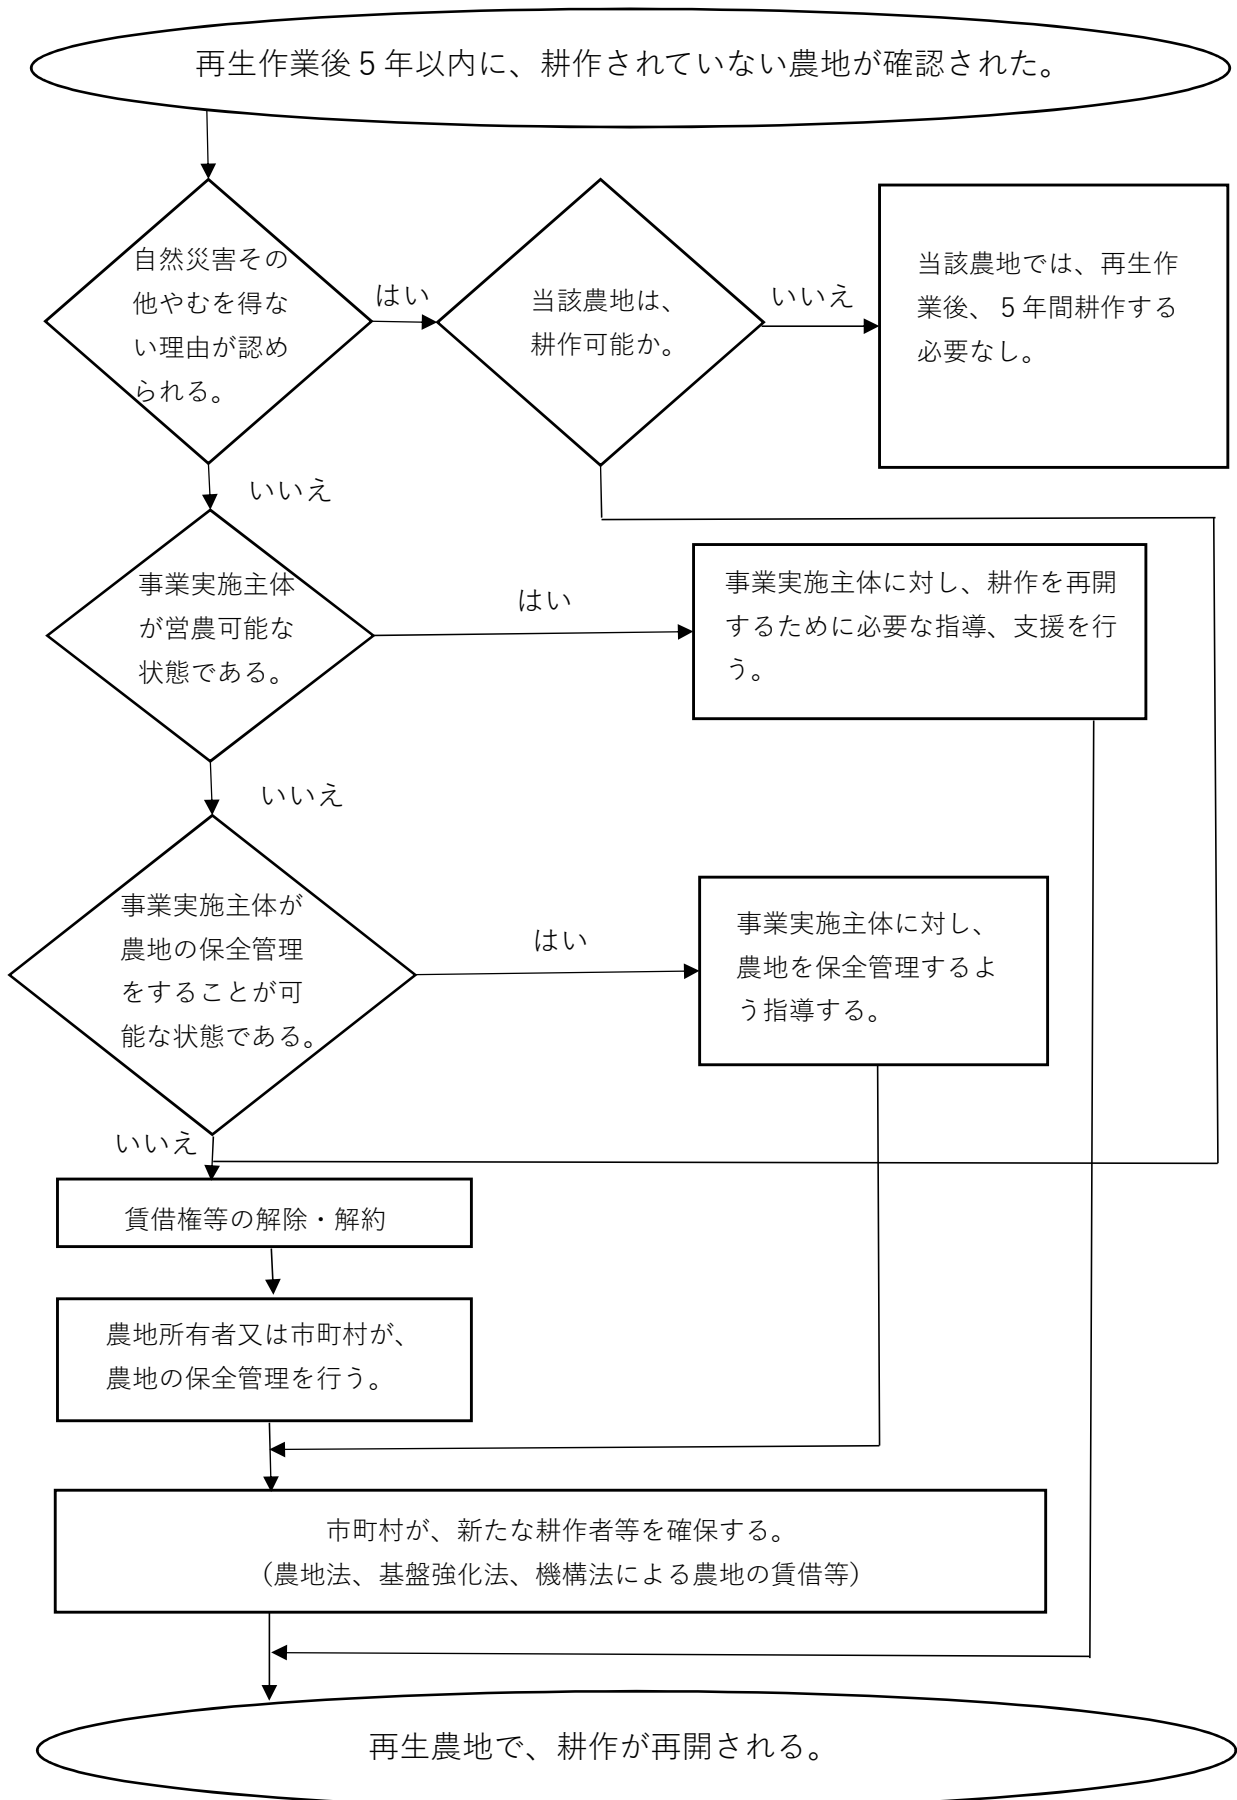 再生作業後５年以内に、耕作されていない農地が確認された。
自然災害その
他やむを得な
い理由が認め
られる。
はい
当該農地は、
耕作可能か。
いいえ
当該農地では、再生作
業後、５年間耕作する
必要なし。
いいえ
事業実施主体
が営農可能な
状態である。
はい
事業実施主体に対し、耕作を再開
するために必要な指導、支援を行
う。
いいえ
事業実施主体が
農地の保全管理
をすることが可
能な状態である。
はい
事業実施主体に対し、
農地を保全管理するよ
う指導する。
いいえ
賃借権等の解除・解約
農地所有者又は市町村が、
農地の保全管理を行う。
市町村が、新たな耕作者等を確保する。
（農地法、基盤強化法、機構法による農地の賃借等）
再生農地で、耕作が再開される。